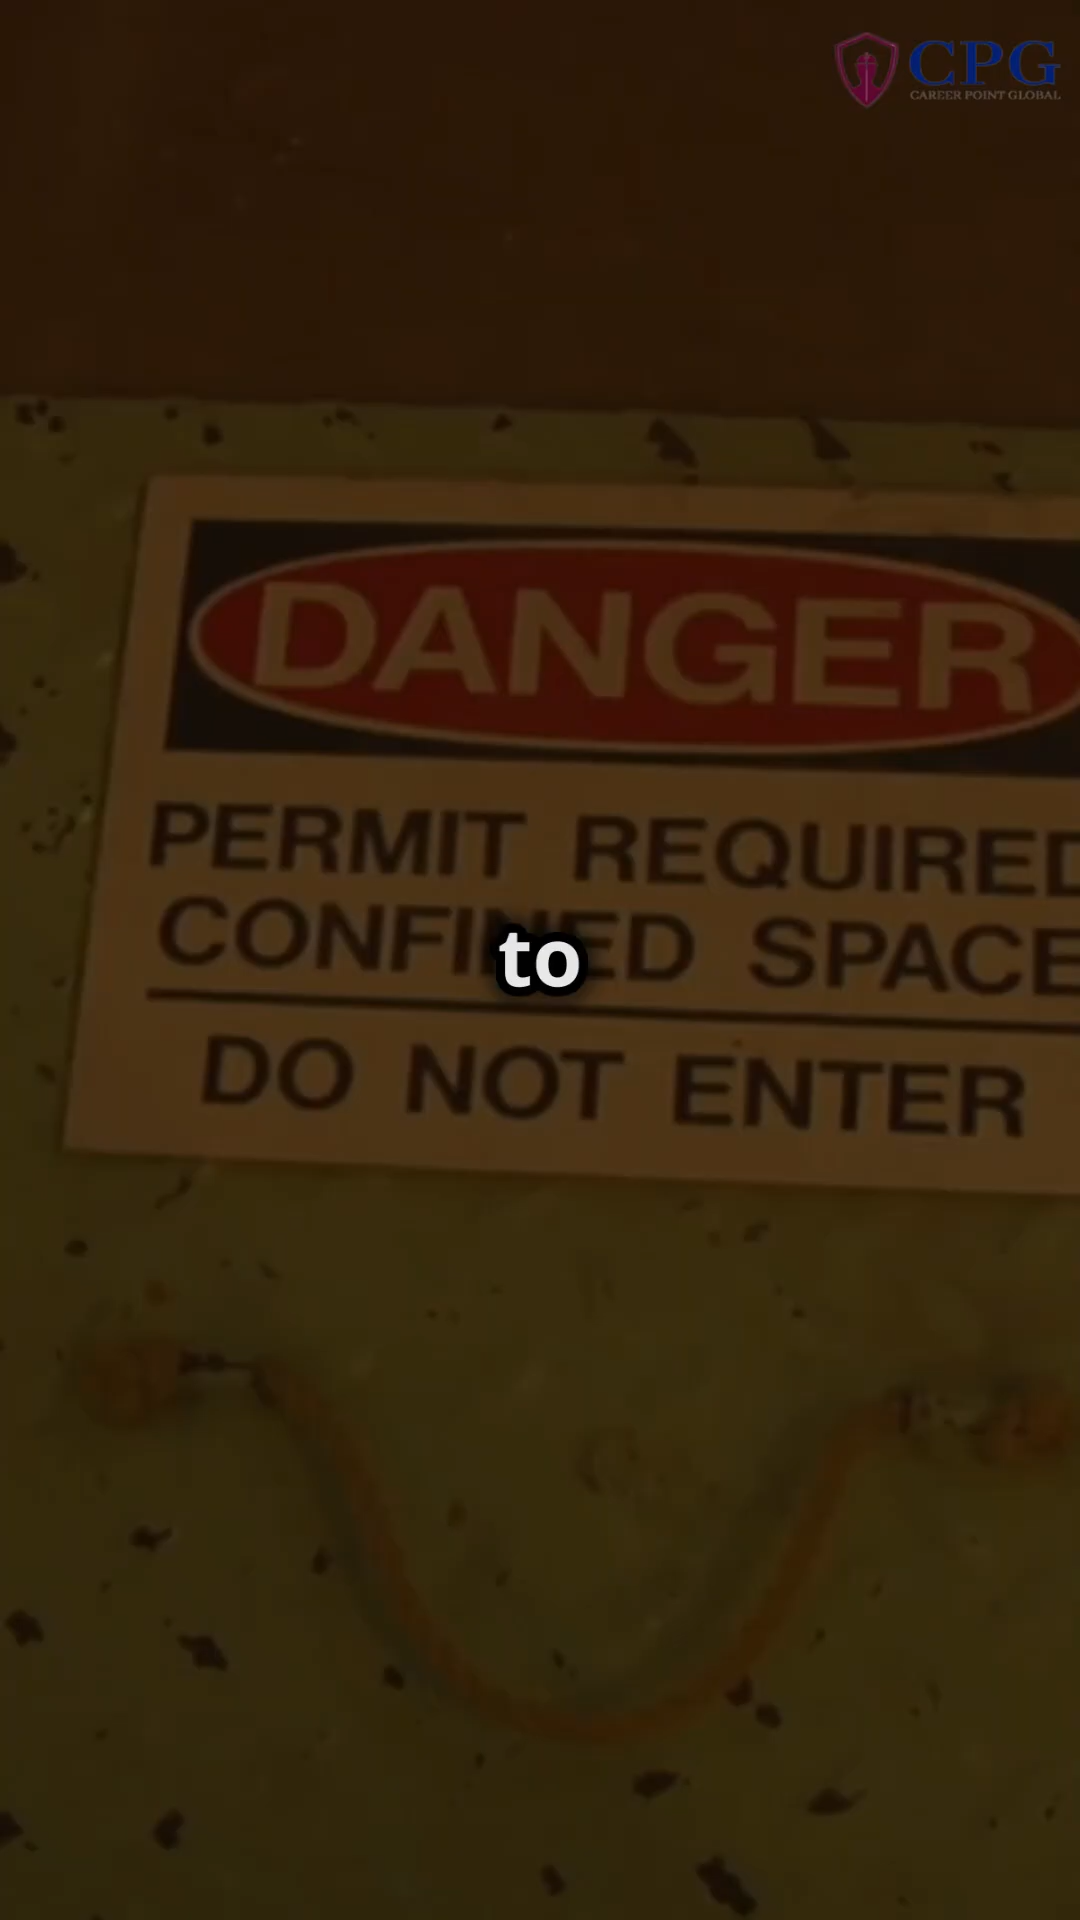 CPG
CAREER POINT GLOBAL
DANGER
PERMIT REQUIRED
CONFINED SPACE
to
DO NOT ENTER